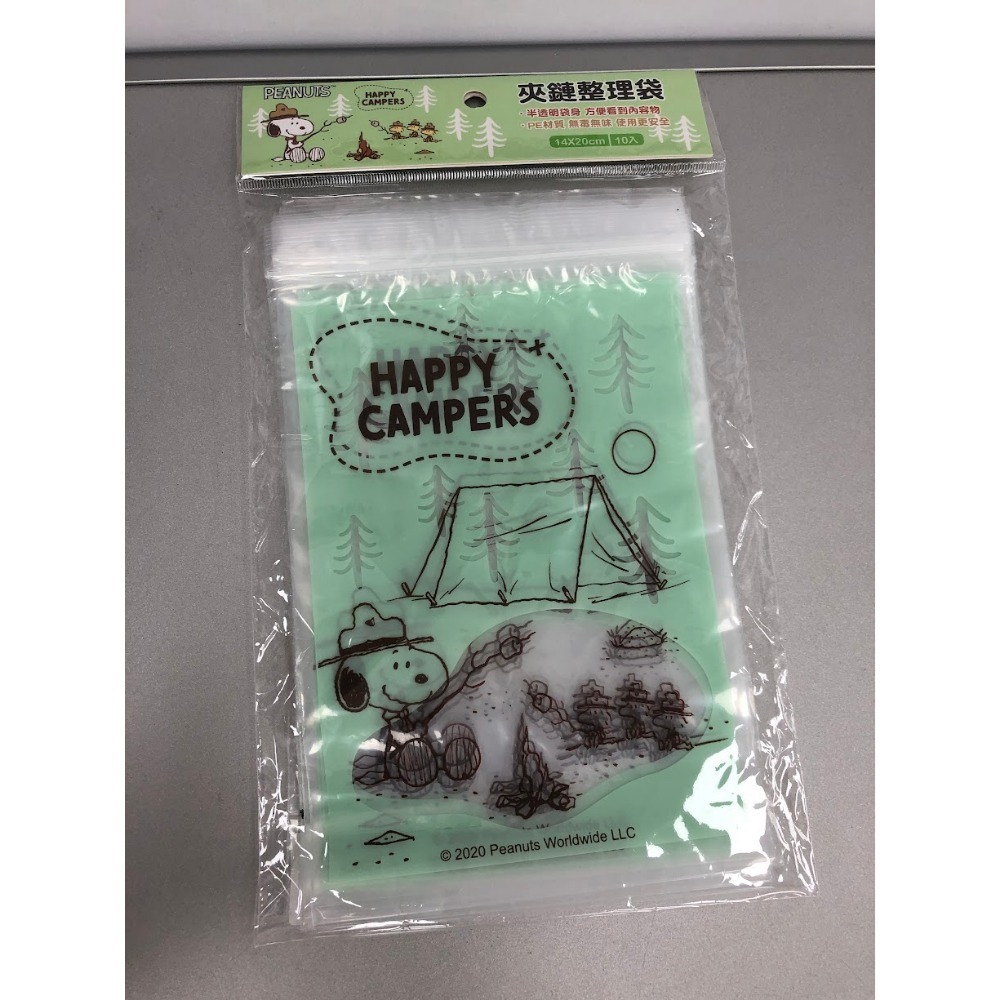 PEANUTS
HAPPY
CAMPERS
夾鏈整理袋
·半透明袋身 方便看到內容物
·PE材質 無毒無味 使用更安全
14X20cm 10入
HAPPY
CAMPERS
© 2020 Peanuts Worldwide LLC